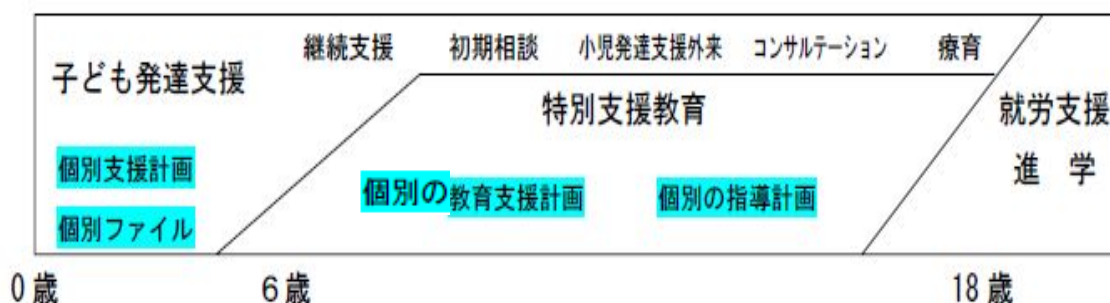 継続支援 初期相談 小児発達支援外来 コンサルテーション 療育
子ども発達支援
特別支援教育
就労支援
進 学
個別支援計画
個別ファイル
個別の教育支援計画
個別の指導計画
0歳 6歳 18歳